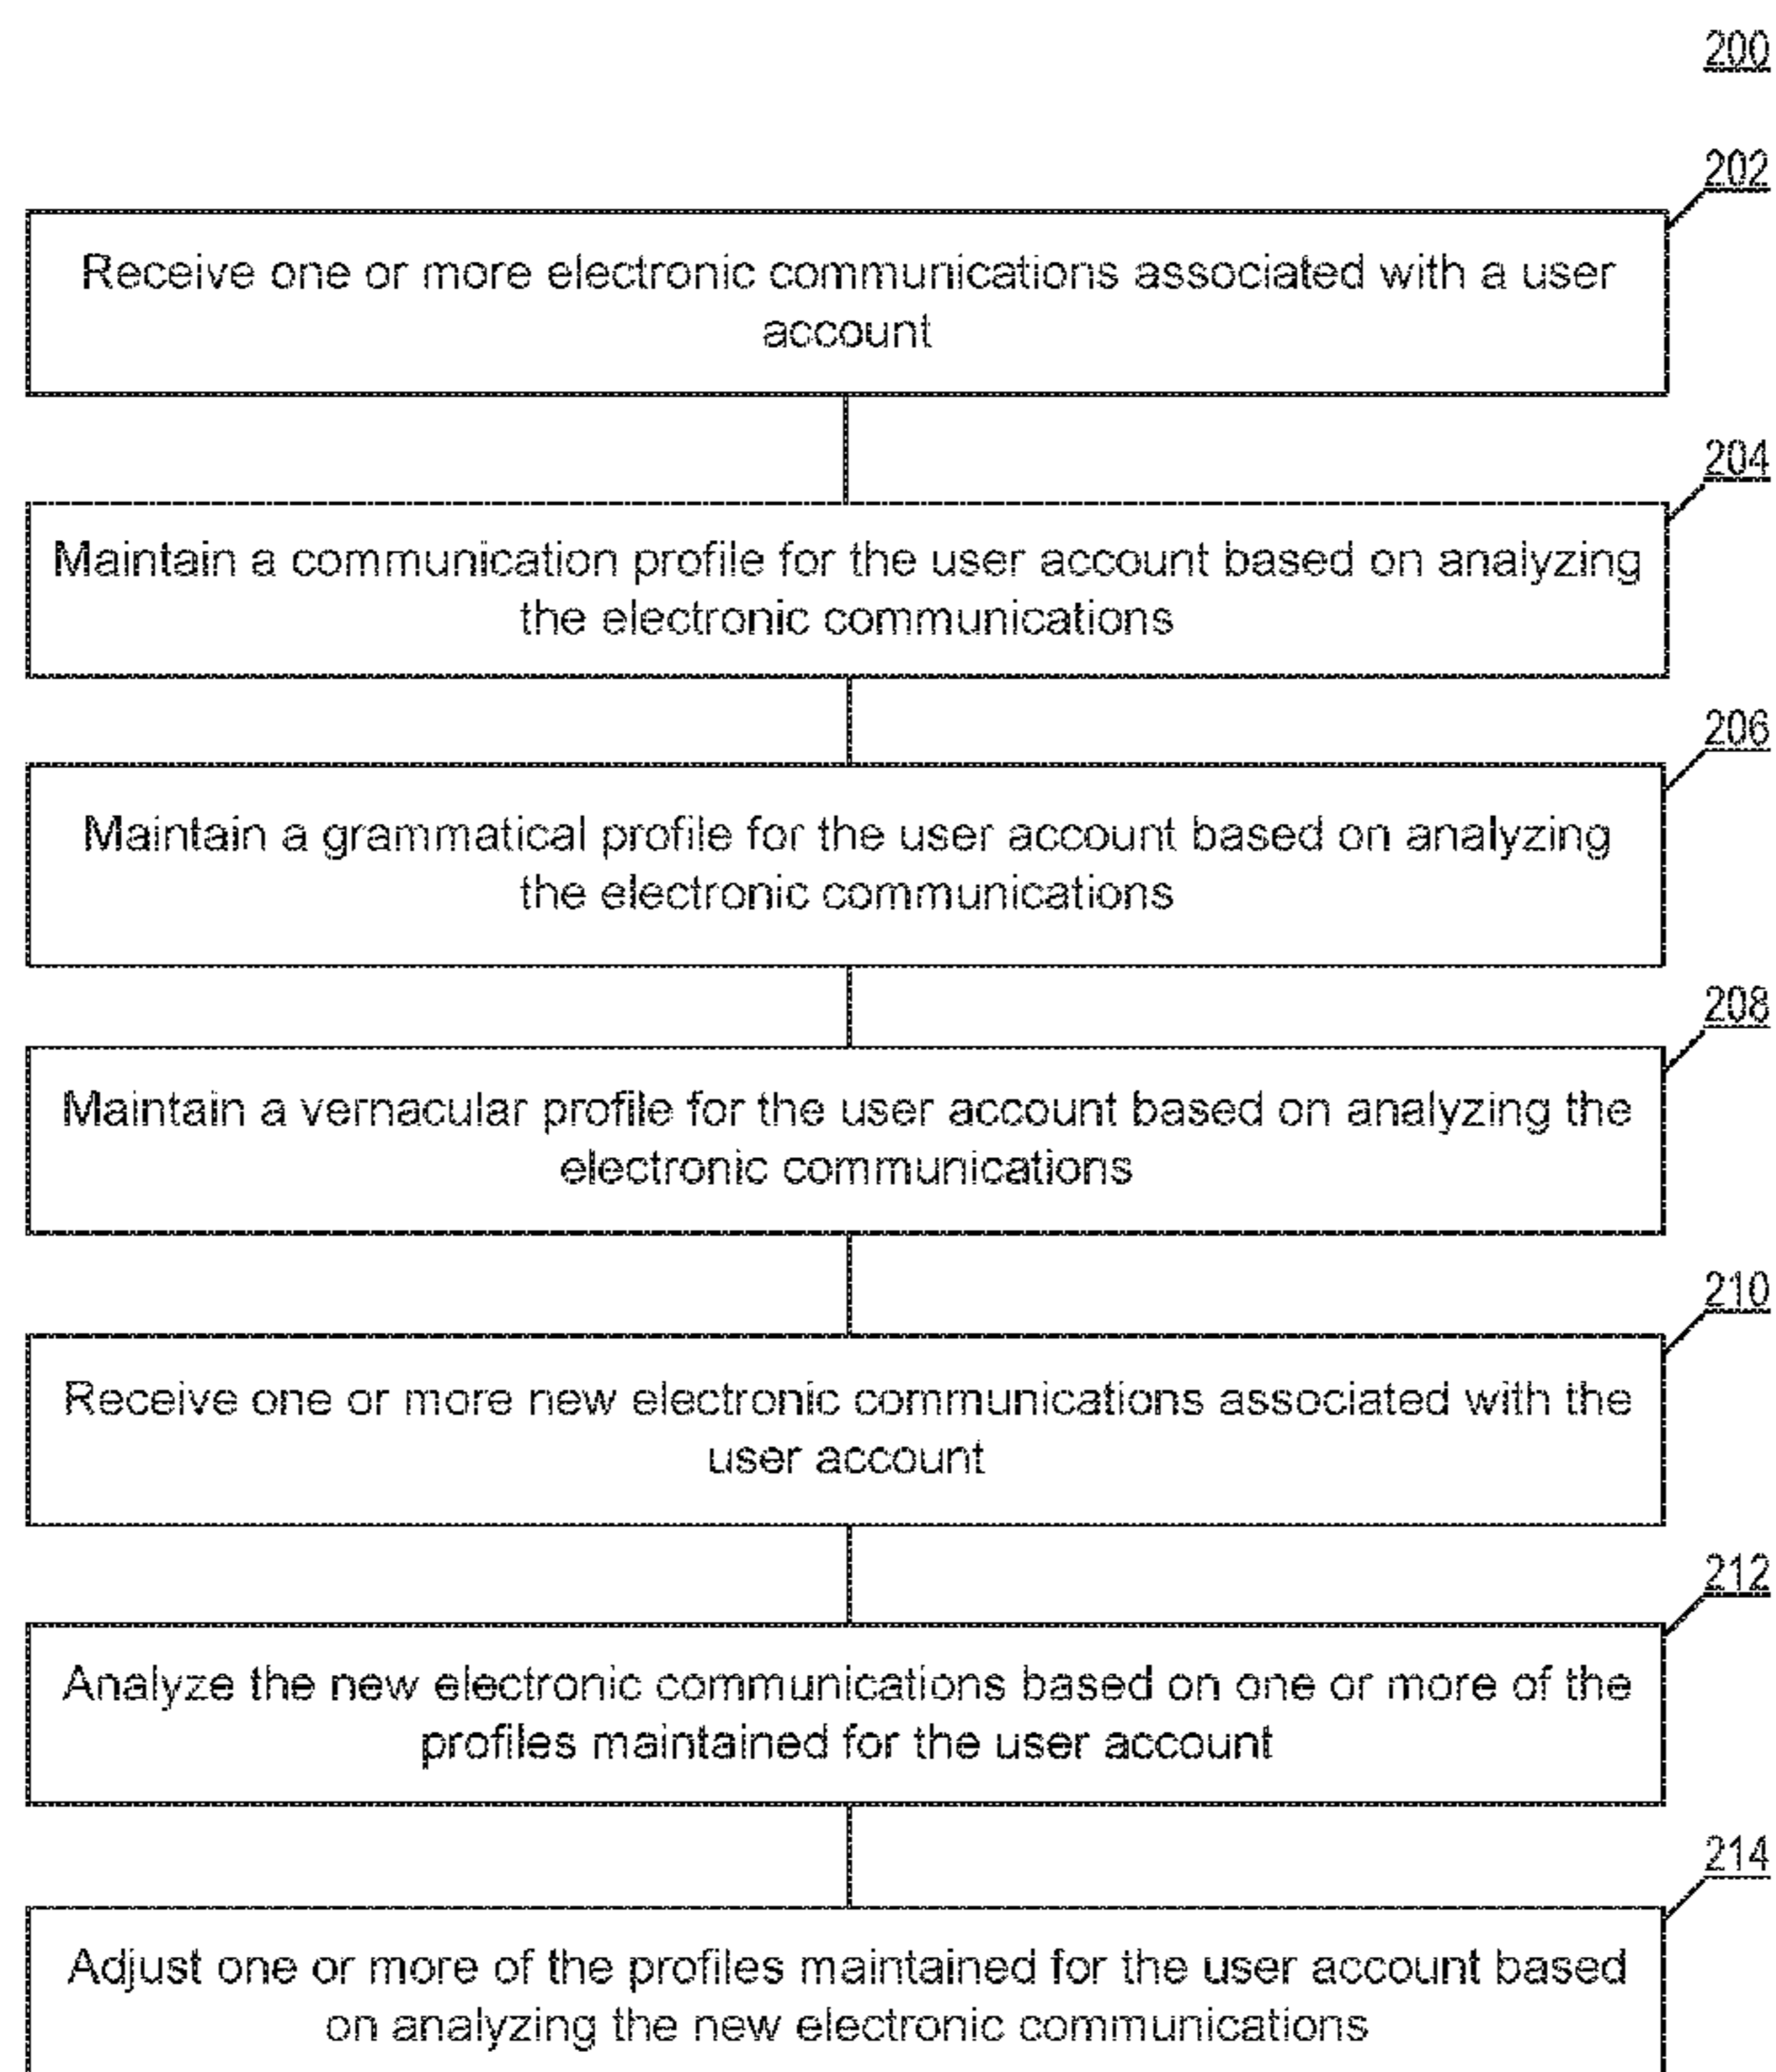 200
202
Receive one or more electronic communications associated with a user
account
204
Maintain a communication profile for the user account based on analyzing
the electronic communications
206
Maintain a grammatical profile for the user account based on analyzing
the electronic communications
208
Maintain a vernacular profile for the user account based on analyzing the
electronic communications
210
Receive one or more new electronic communications associated with the
user account
212
Analyze the new electronic communications based on one or more of the
profiles maintained for the user account
214
Adjust one or more of the profiles maintained for the user account based
on analyzing the new electronic communications